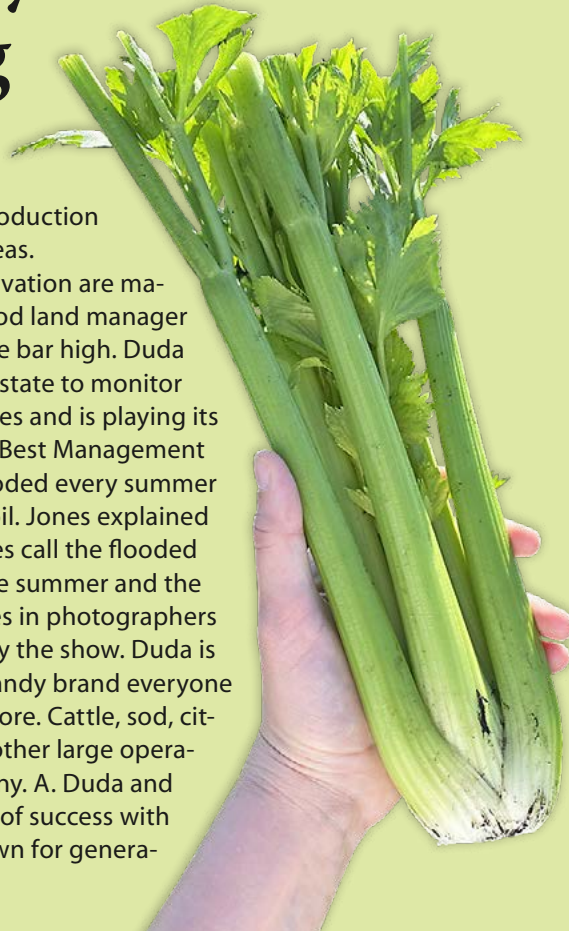 g
oduction
eas.
vation are ma-
od land manager
e bar high. Duda
state to monitor
es and is playing its
Best Management
oded every summer
oil. Jones explained
es call the flooded
e summer and the
es in photographers
y the show. Duda is
andy brand everyone
ore. Cattle, sod, cit-
other large opera-
ny. A. Duda and
of success with
wn for genera-